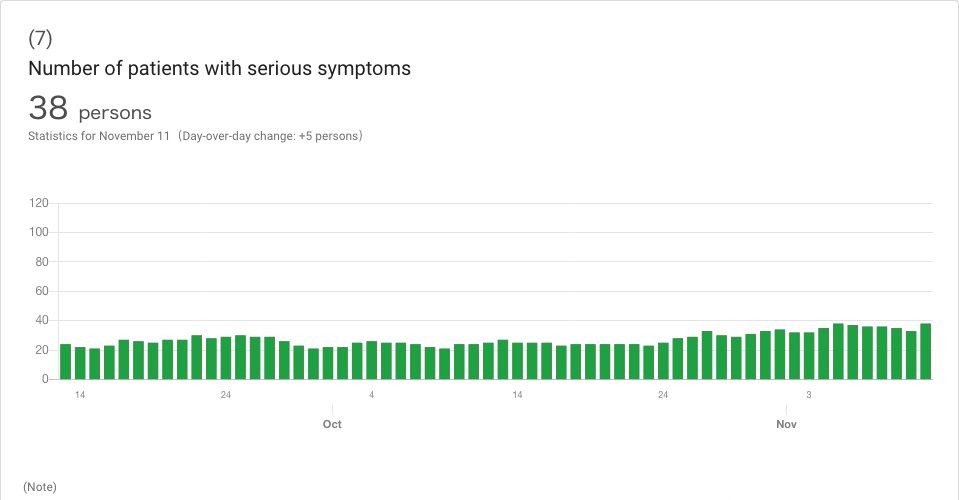 (7)
Number of patients with serious symptoms
38 persons
Statistics for November 11（Day-over-day change: +5 persons）
120
100
80
60
40
20
0
14 24 4 14 24 3
Oct Nov
(Note)